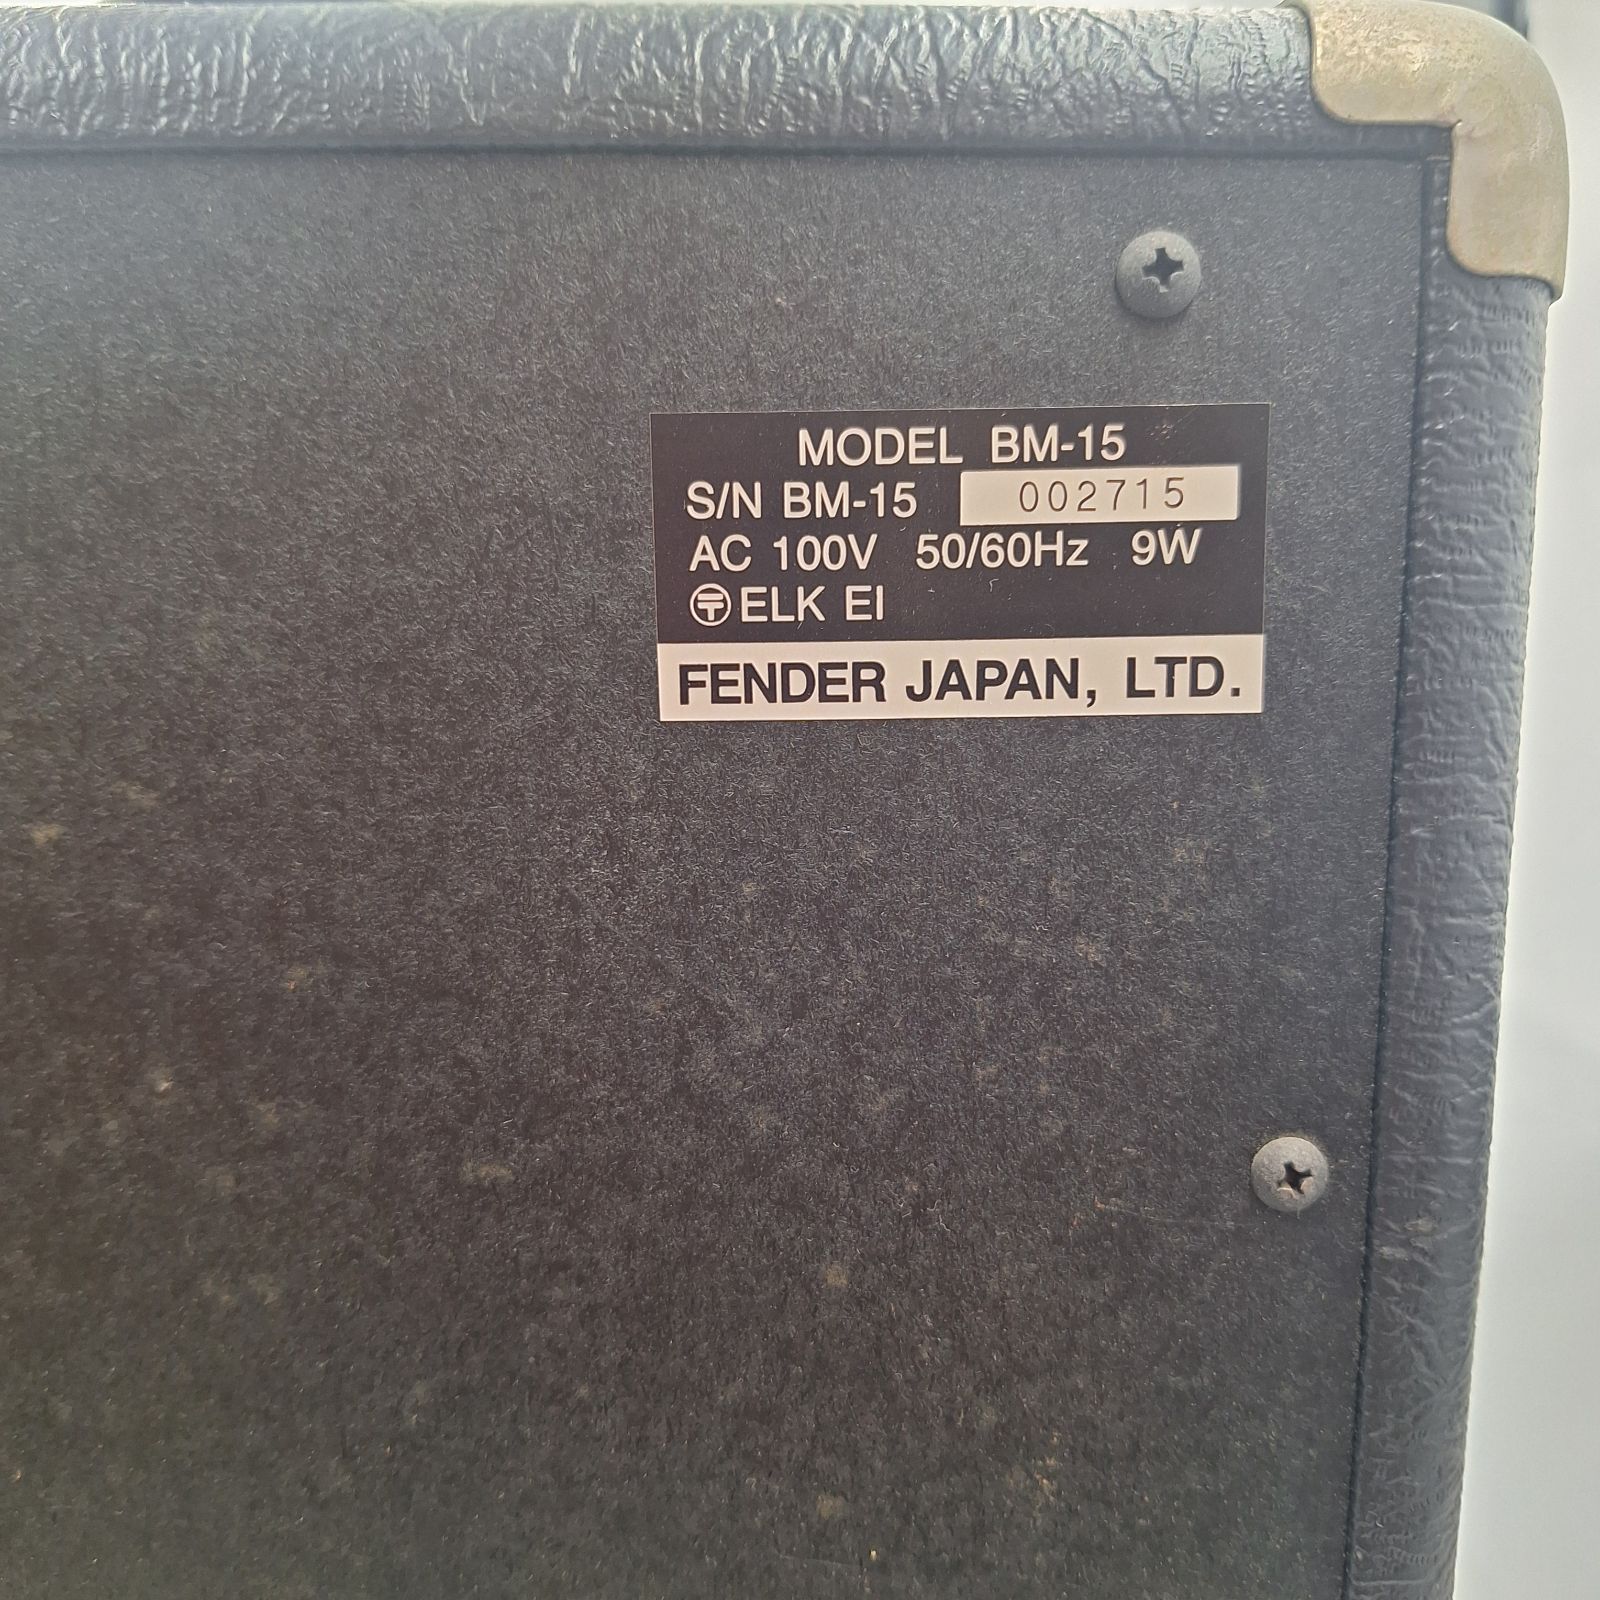 MODEL BM-15
S/N BM-15 002715
AC 100V 50/60Hz 9W
〶ELK EI
FENDER JAPAN, LTD.